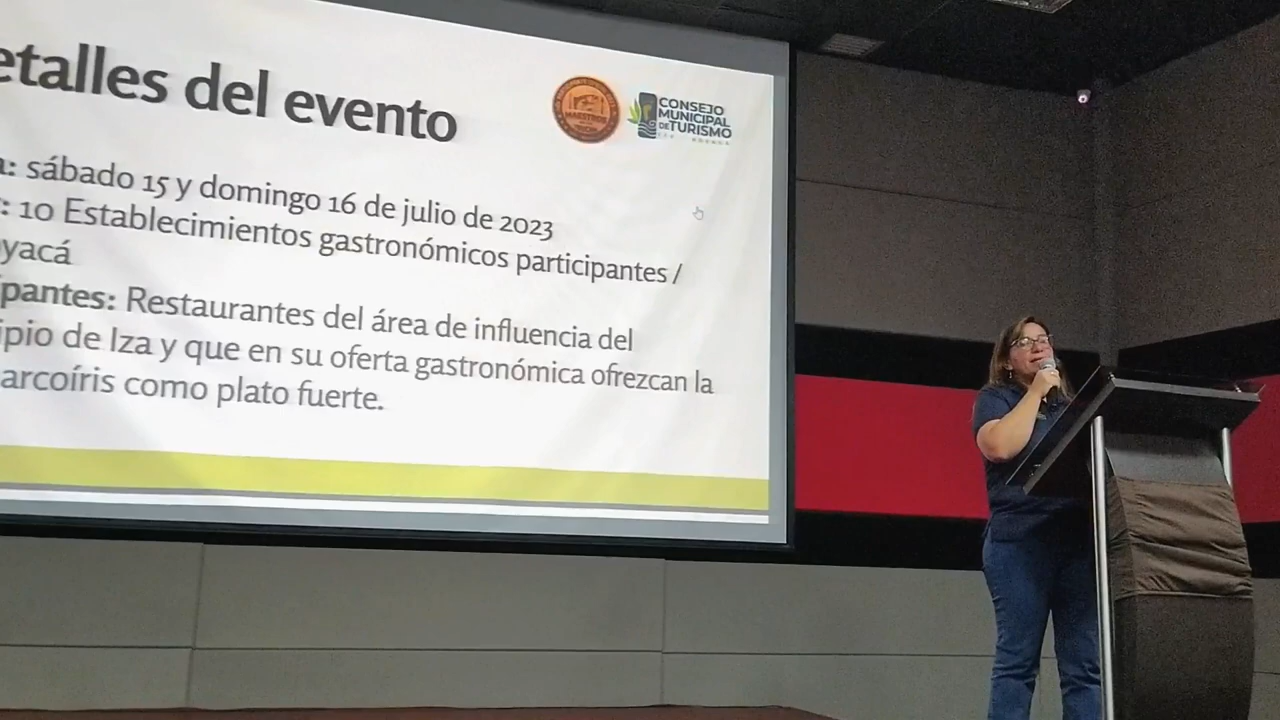 etalles del evento
MAESTROS
CONSEJO
MUNICIPAL
DE TURISMO
a: sábado 15 y domingo 16 de julio de 2023
: 10 Establecimientos gastronómicos participantes /
yacá
pantes: Restaurantes del área de influencia del
ipio de Iza y que en su oferta gastronómica ofrezcan la
arcoíris como plato fuerte.